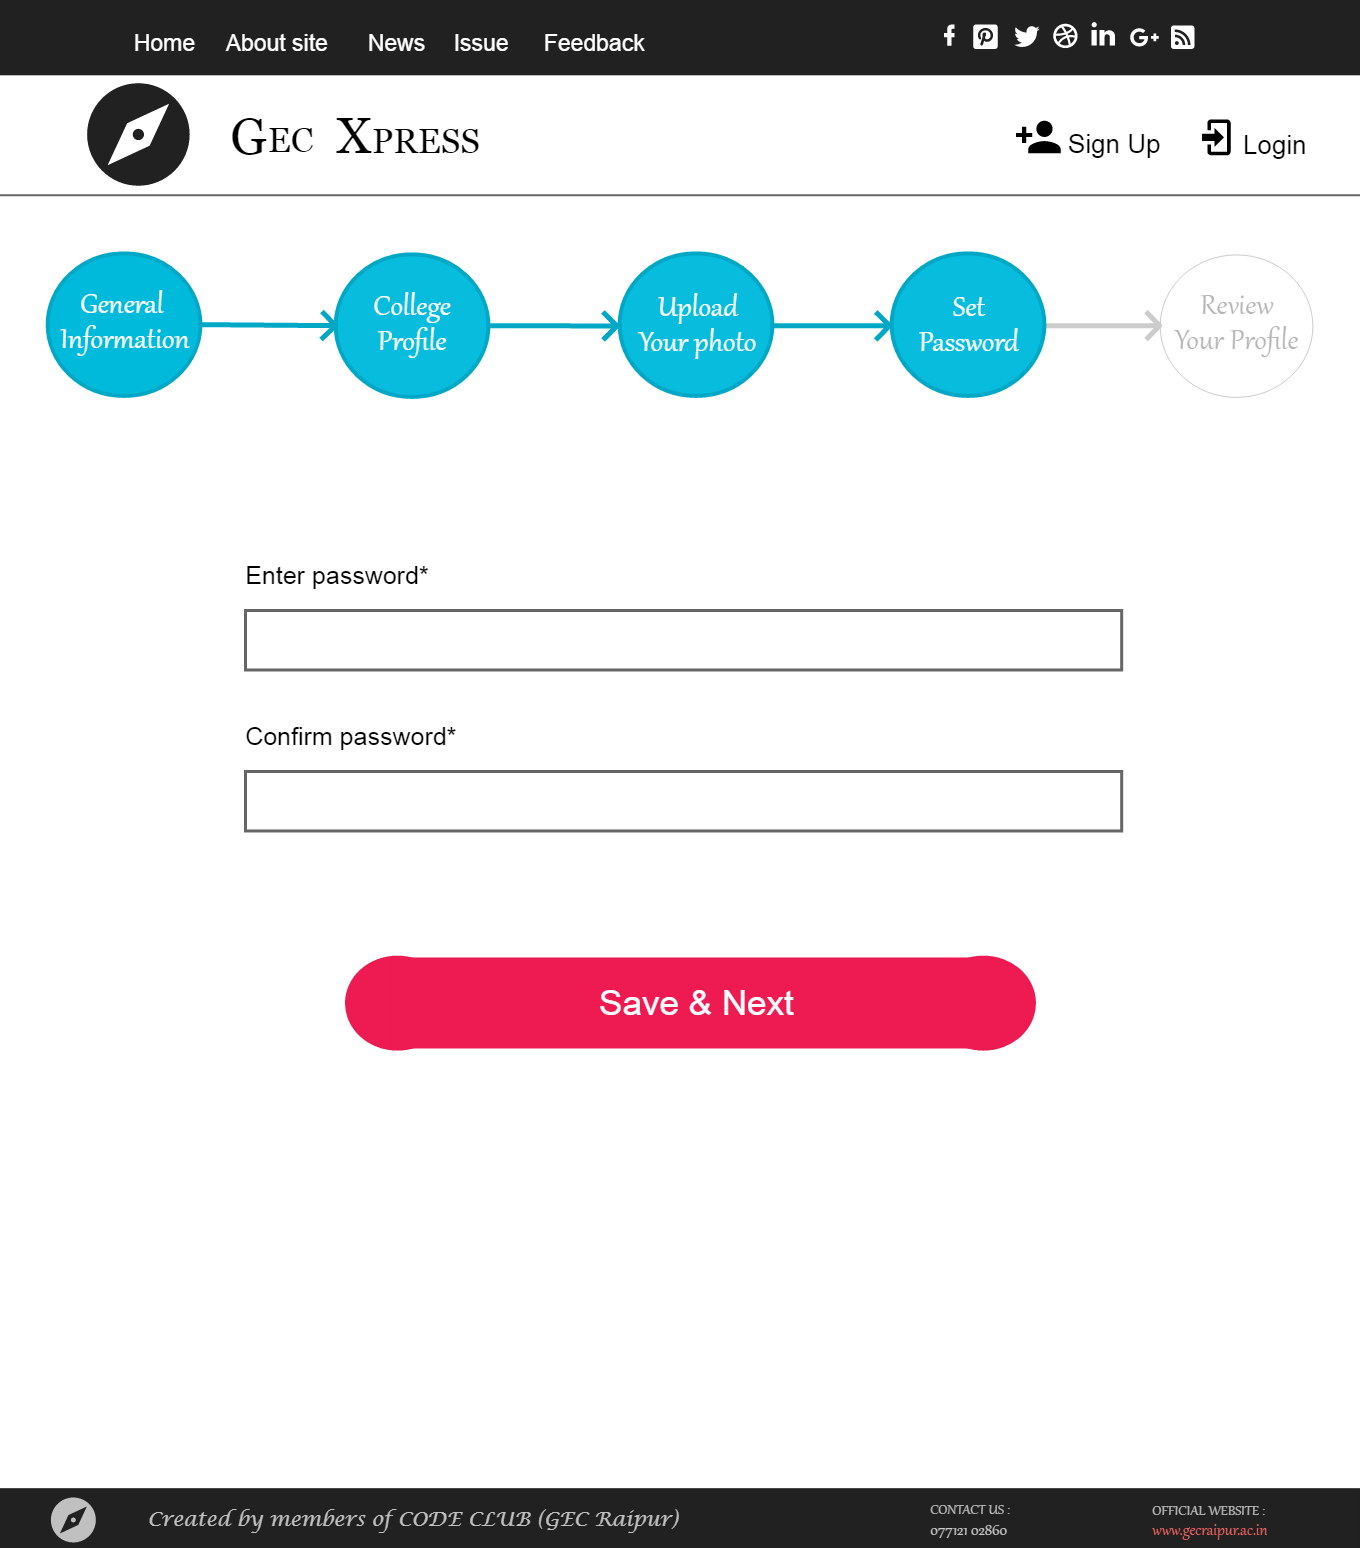 Home About site News Issue Feedback
GEC XPRESS
Sign Up Login
General
Information
College
Profile
Upload
Your photo
Set
Password
Review
Your Profile
Enter password*
Confirm password*
Save & Next
Created by members of CODE CLUB (GEC Raipur)
CONTACT US :
077121 02860
OFFICIAL WEBSITE :
www.gecraipur.ac.in